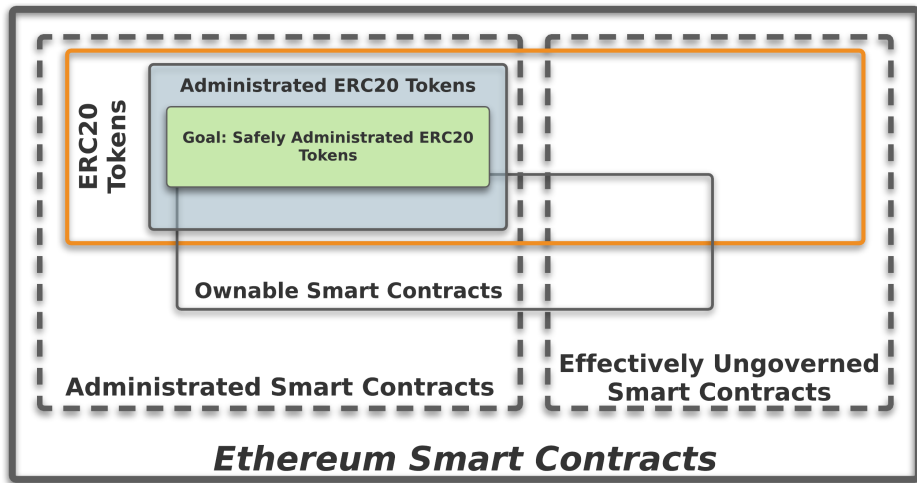 Administrated ERC20 Tokens
ERC20
Tokens
Goal: Safely Administrated ERC20
Tokens
Ownable Smart Contracts
Administrated Smart Contracts
Effectively Ungoverned
Smart Contracts
Ethereum Smart Contracts